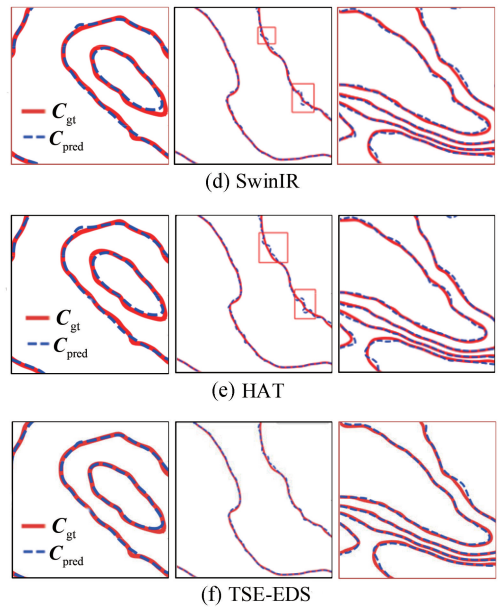 C_gt
C_pred
(d) SwinIR
C_gt
C_pred
(e) HAT
C_gt
C_pred
(f) TSE-EDS